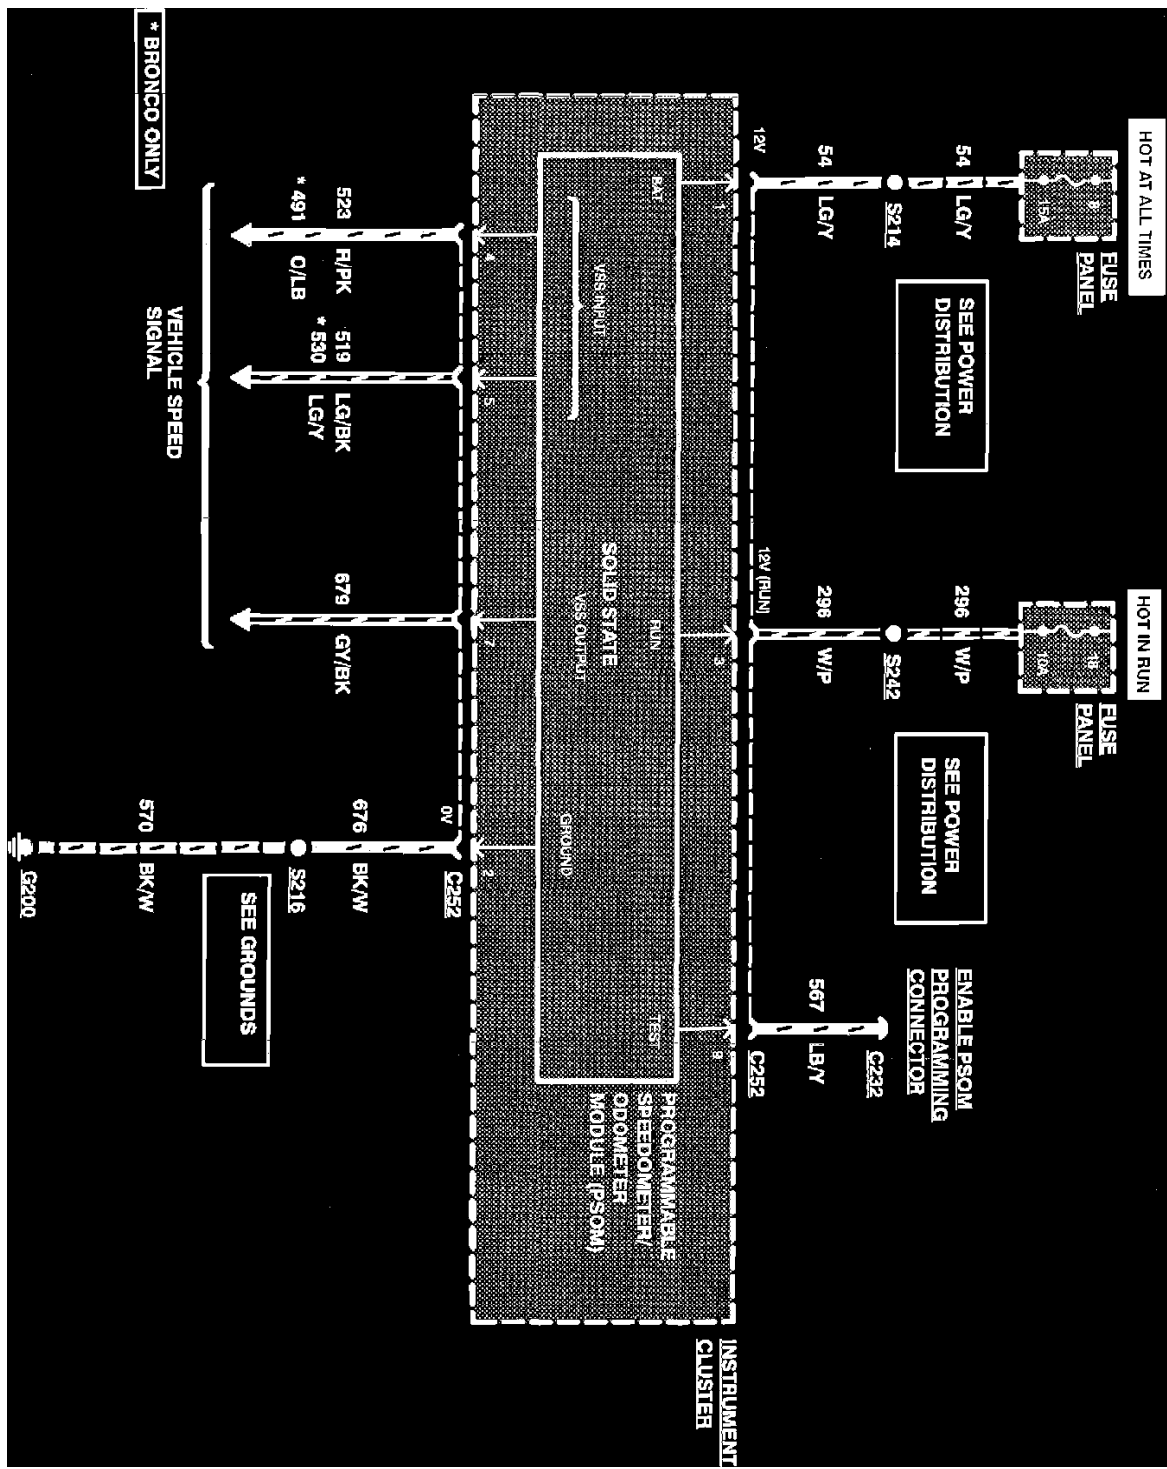 HOT AT ALL TIMES
HOT IN RUN
8
15A
FUSE
PANEL
18
10A
FUSE
PANEL
54
LG/Y
296
W/P
S214
SEE POWER
DISTRIBUTION
S242
SEE POWER
DISTRIBUTION
ENABLE PSOM
PROGRAMMING
CONNECTOR
C232
54
LG/Y
296
W/P
567
LB/Y
12V
12V (RUN)
C252
1
3
9
INSTRUMENT
CLUSTER
BAT
RUN
TEST
PROGRAMMABLE
SPEEDOMETER/
ODOMETER
MODULE (PSOM)
SOLID STATE
VSS INPUT
VSS OUTPUT
GROUND
4
5
7
2
0V
C252
523
R/PK
* 491
O/LB
519
LG/BK
* 530
LG/Y
679
GY/BK
676
BK/W
S216
SEE GROUNDS
VEHICLE SPEED
SIGNAL
570
BK/W
* BRONCO ONLY
G200